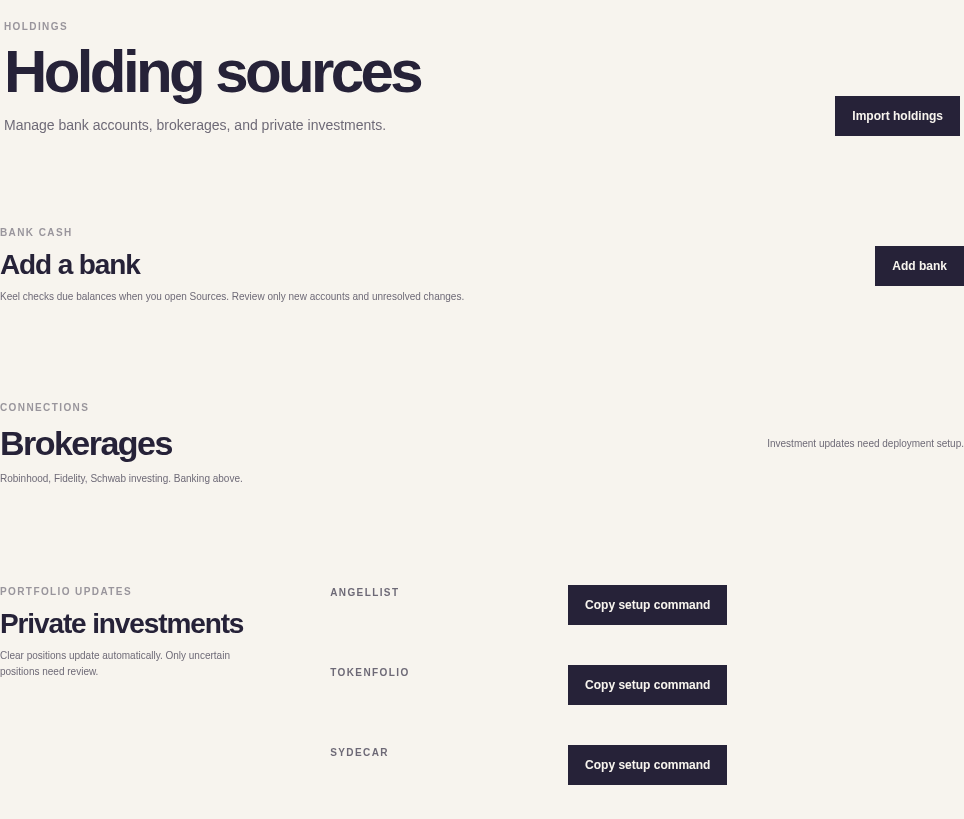 HOLDINGS
Holding sources
Manage bank accounts, brokerages, and private investments.
Import holdings
BANK CASH
Add a bank
Keel checks due balances when you open Sources. Review only new accounts and unresolved changes.
Add bank
CONNECTIONS
Brokerages
Robinhood, Fidelity, Schwab investing. Banking above.
Investment updates need deployment setup.
PORTFOLIO UPDATES
Private investments
Clear positions update automatically. Only uncertain
positions need review.
ANGELLIST
Copy setup command
TOKENFOLIO
Copy setup command
SYDECAR
Copy setup command